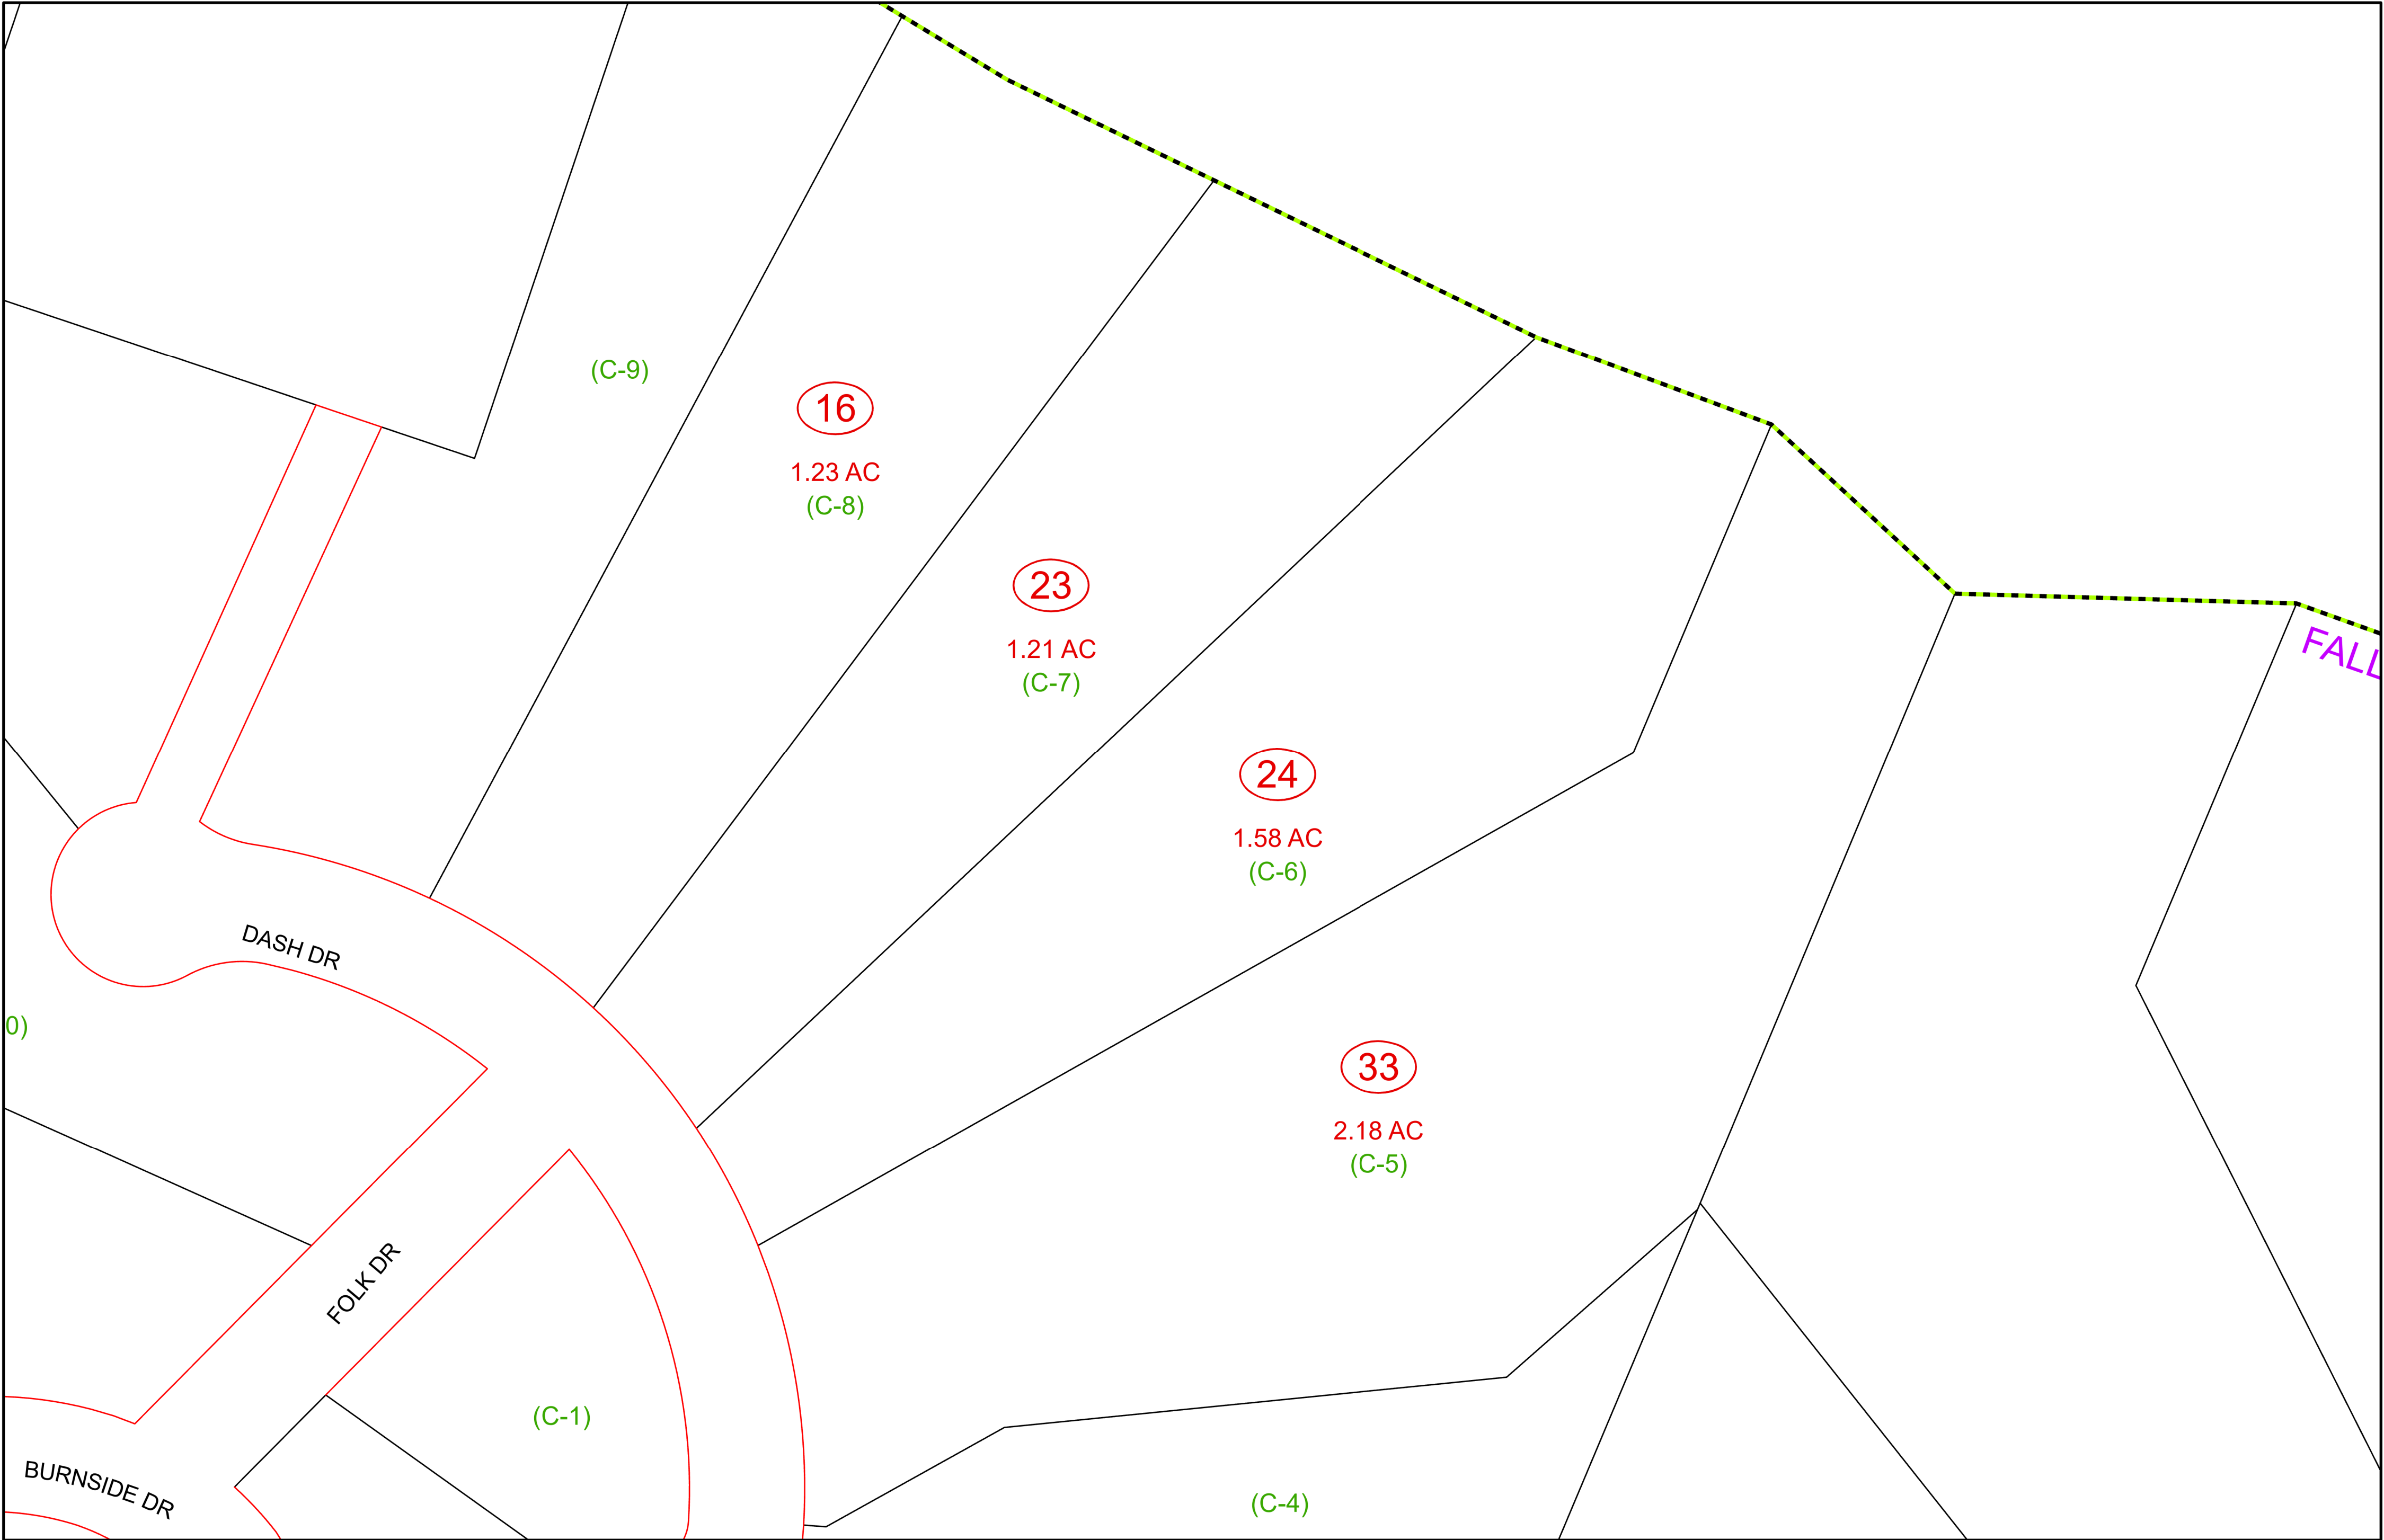 (C-9)
16
1.23 AC
(C-8)
23
1.21 AC
(C-7)
FALL
24
1.58 AC
(C-6)
DASH DR
0)
33
2.18 AC
(C-5)
FOLK DR
(C-1)
BURNSIDE DR
(C-4)